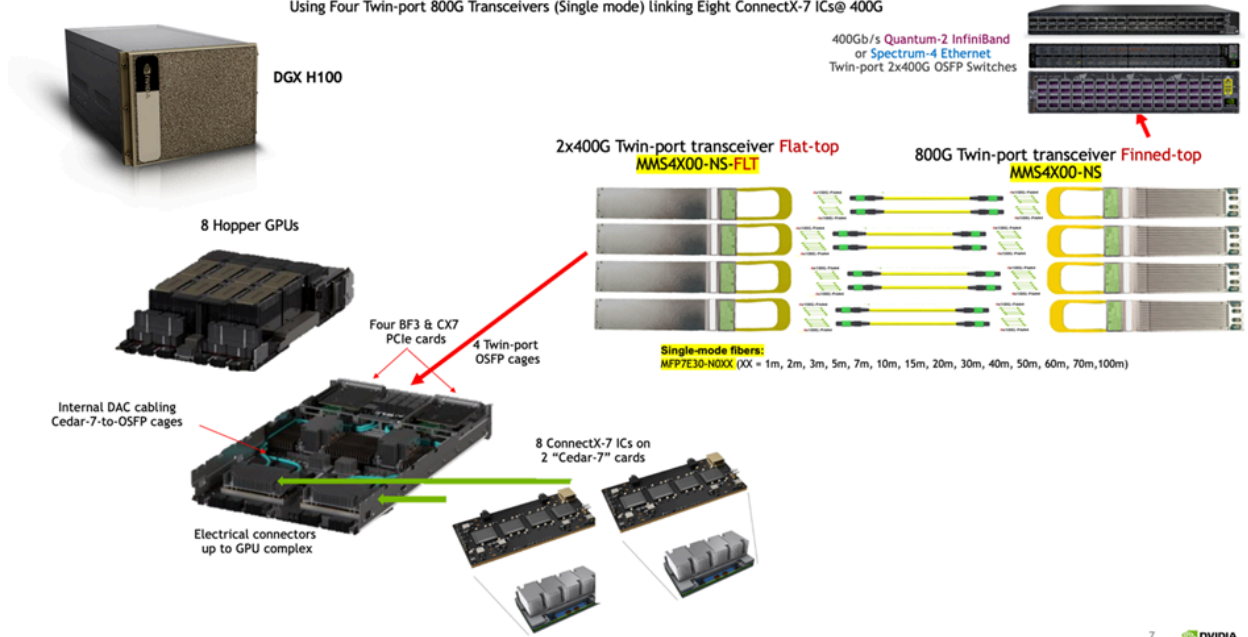 Using Four Twin-port 800G Transceivers (Single mode) linking Eight ConnectX-7 ICs@ 400G
DGX H100
400Gb/s Quantum-2 InfiniBand
or Spectrum-4 Ethernet
Twin-port 2x400G OSFP Switches
2x400G Twin-port transceiver Flat-top
MMS4X00-NS-FLT
800G Twin-port transceiver Finned-top
MMS4X00-NS
8 Hopper GPUs
Four BF3 & CX7
PCIe cards
4 Twin-port
OSFP cages
Single-mode fibers:
MFP7E30-N0XX (XX = 1m, 2m, 3m, 5m, 7m, 10m, 15m, 20m, 30m, 40m, 50m, 60m, 70m,100m)
Internal DAC cabling
Cedar-7-to-OSFP cages
8 ConnectX-7 ICs on
2 “Cedar-7” cards
Electrical connectors
up to GPU complex
7